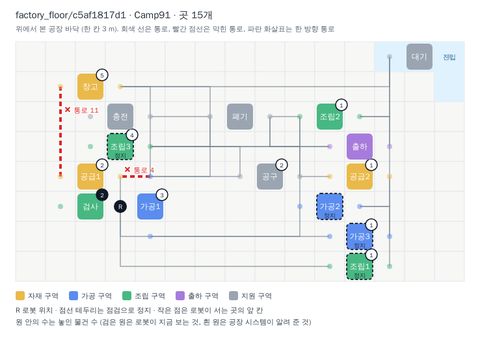 factory_floor/c5af1817d1 · Camp91 · 곳 15개
위에서 본 공장 바닥 (한 칸 3 m). 회색 선은 통로, 빨간 점선은 막힌 통로, 파란 화살표는 한 방향 통로
대기
진입
창고
5
✕ 통로 11
충전
폐기
조립2
1
조립3
정지
4
출하
✕ 통로 4
공급1
2
공구
2
공급2
1
검사
2
R
가공1
3
가공2
정지
가공3
정지
1
조립1
정지
1
자재 구역
가공 구역
조립 구역
출하 구역
지원 구역
R 로봇 위치 · 점선 테두리는 점검으로 정지 · 작은 점은 로봇이 서는 곳의 앞 칸
원 안의 수는 놓인 물건 수 (검은 원은 로봇이 지금 보는 것, 흰 원은 공장 시스템이 알려 준 것)